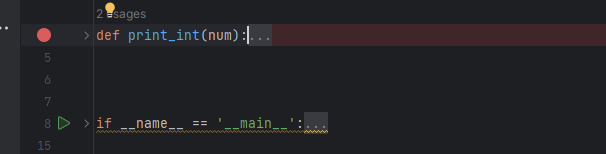 2 usages
def print_int(num):...
5
6
7
8 if __name__ == '__main__':...
15